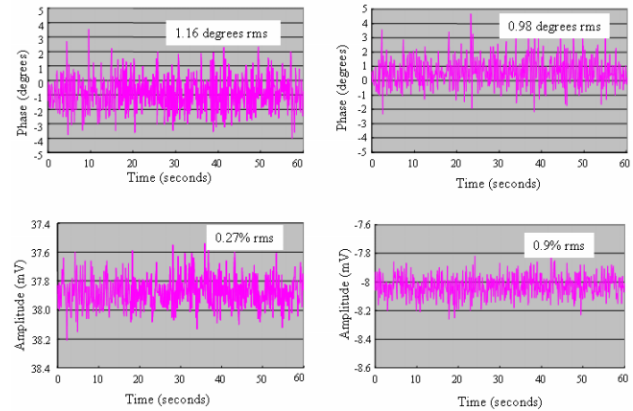 5
4
3
2
1
0
-1
-2
-3
-4
-5
Phase (degrees)
1.16 degrees rms
0 10 20 30 40 50 60
Time (seconds)
5
4
3
2
1
0
-1
-2
-3
-4
-5
Phase (degrees)
0.98 degrees rms
0 10 20 30 40 50 60
Time (seconds)
37.4
37.6
37.8
38.0
38.2
38.4
Amplitude (mV)
0.27% rms
0 10 20 30 40 50 60
Time (seconds)
-7.6
-7.8
-8
-8.2
-8.4
-8.6
Amplitude (mV)
0.9% rms
0 10 20 30 40 50 60
Time (seconds)